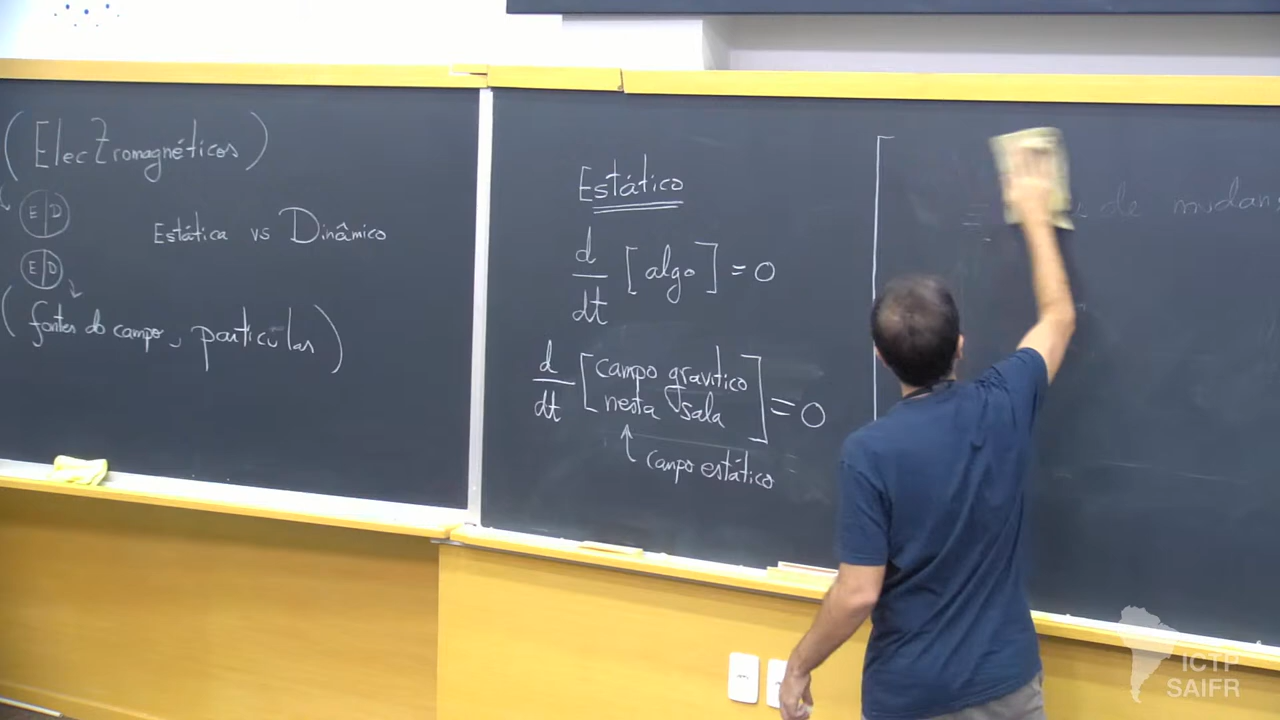 (ElecTromagnéticos)
E|D
Estática vs Dinâmico
E|D
(fontes do campo, particulas)
Estático
d/dt [algo] = 0
d/dt [campo gravitico nesta sala] = 0
campo estático
= de mudan
ICTP
SAIFR